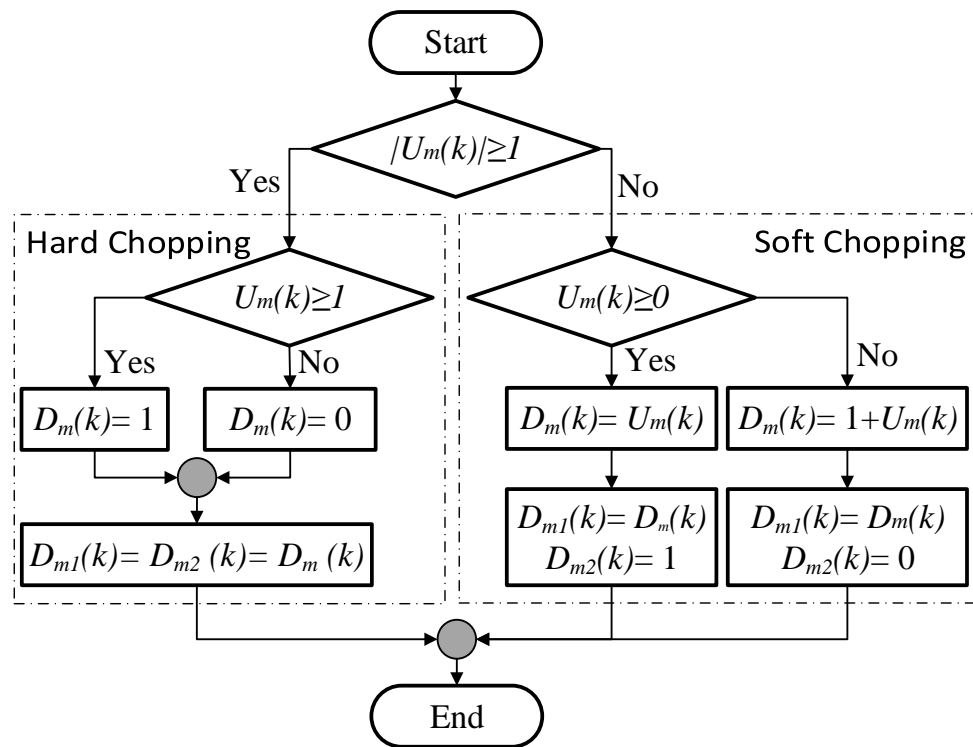 Start
|Um(k)|≥1
Yes
No
Hard Chopping
Soft Chopping
Um(k)≥1
Um(k)≥0
Yes
No
Yes
No
Dm(k)= 1
Dm(k)= 0
Dm(k)= Um(k)
Dm(k)= 1+Um(k)
Dm1(k)= Dm2 (k)= Dm (k)
Dm1(k)= Dm(k)
Dm2(k)= 1
Dm1(k)= Dm(k)
Dm2(k)= 0
End